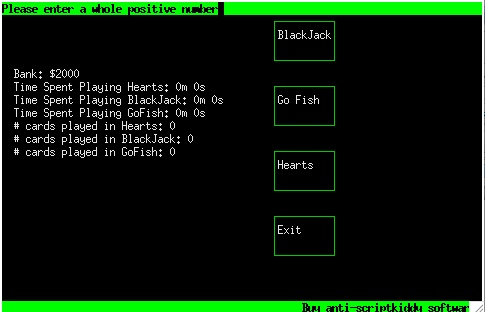 Please enter a whole positive number
BlackJack
Bank: $2000
Time Spent Playing Hearts: 0m 0s
Time Spent Playing BlackJack: 0m 0s
Time Spent Playing GoFish: 0m 0s
# cards played in Hearts: 0
# cards played in BlackJack: 0
# cards played in GoFish: 0
Go Fish
Hearts
Exit
Buy anti-scriptkiddy softwar